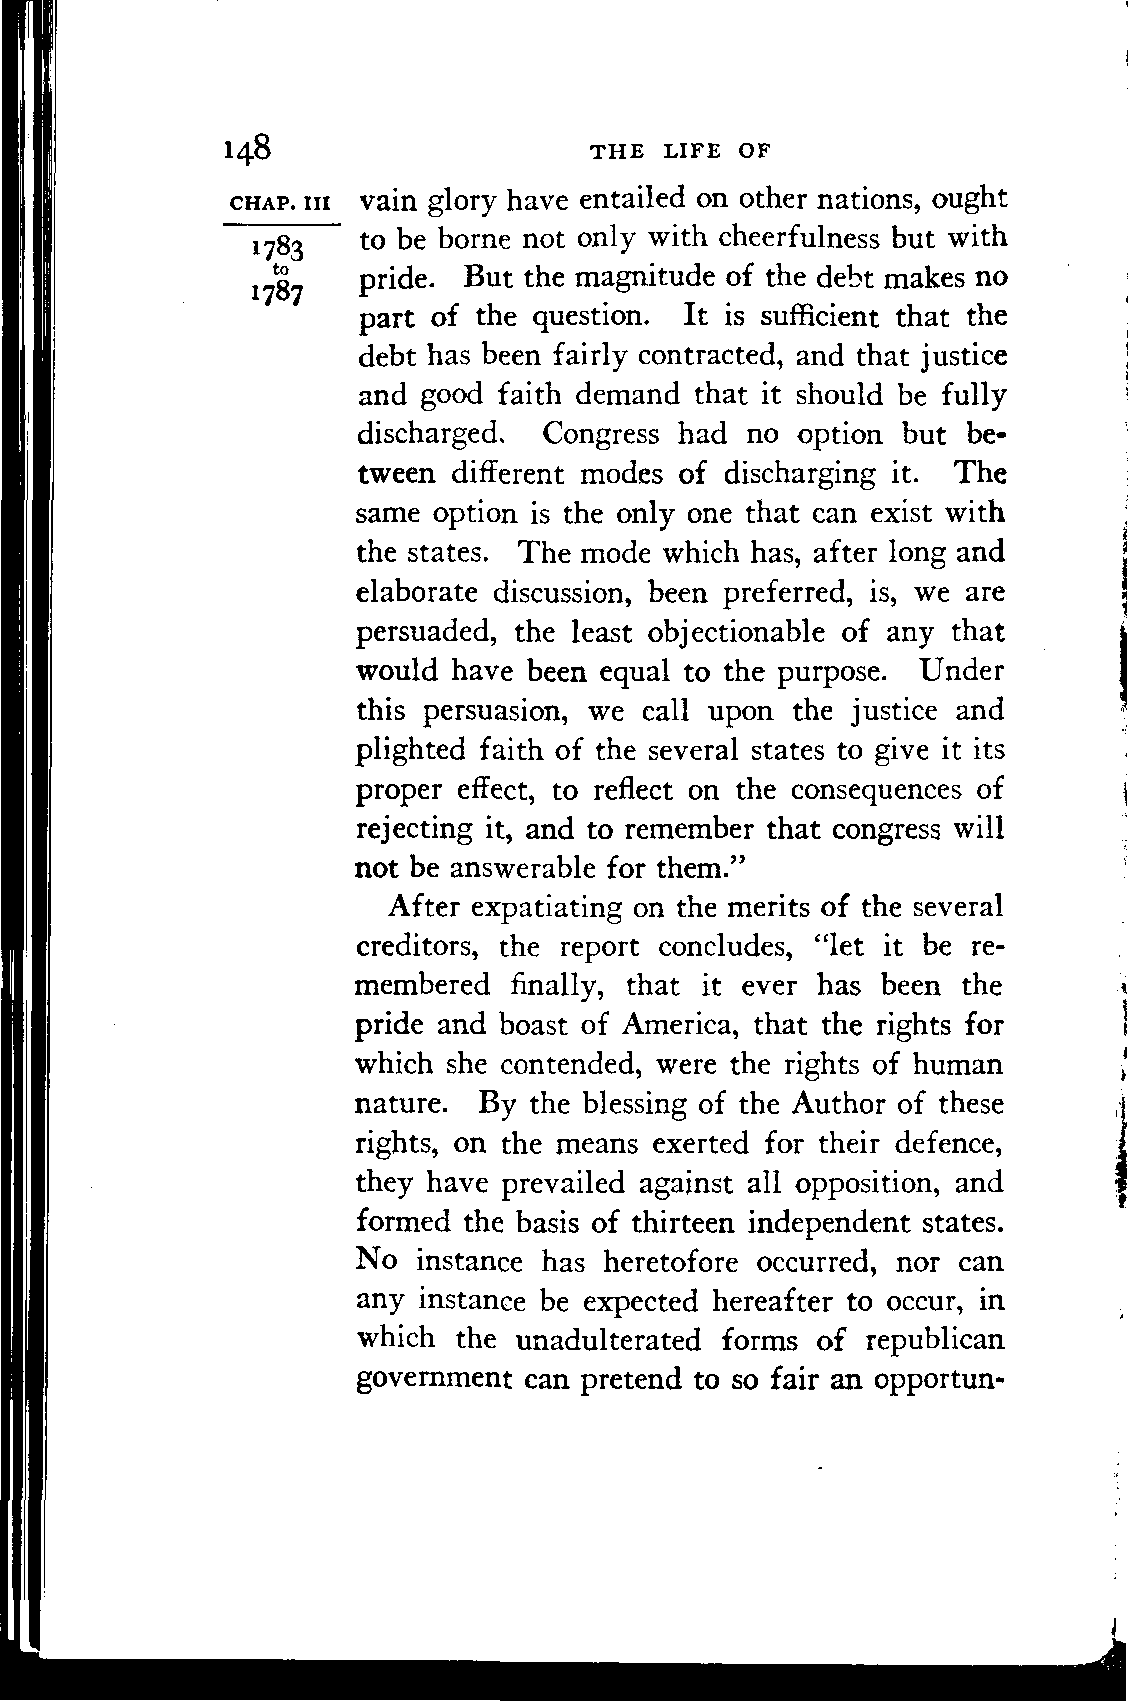 148
THE LIFE OF
CHAP. III
1783
to
1787
vain glory have entailed on other nations, ought
to be borne not only with cheerfulness but with
pride. But the magnitude of the debt makes no
part of the question. It is sufficient that the
debt has been fairly contracted, and that justice
and good faith demand that it should be fully
discharged. Congress had no option but be-
tween different modes of discharging it. The
same option is the only one that can exist with
the states. The mode which has, after long and
elaborate discussion, been preferred, is, we are
persuaded, the least objectionable of any that
would have been equal to the purpose. Under
this persuasion, we call upon the justice and
plighted faith of the several states to give it its
proper effect, to reflect on the consequences of
rejecting it, and to remember that congress will
not be answerable for them.”
After expatiating on the merits of the several
creditors, the report concludes, “let it be re-
membered finally, that it ever has been the
pride and boast of America, that the rights for
which she contended, were the rights of human
nature. By the blessing of the Author of these
rights, on the means exerted for their defence,
they have prevailed against all opposition, and
formed the basis of thirteen independent states.
No instance has heretofore occurred, nor can
any instance be expected hereafter to occur, in
which the unadulterated forms of republican
government can pretend to so fair an opportun-